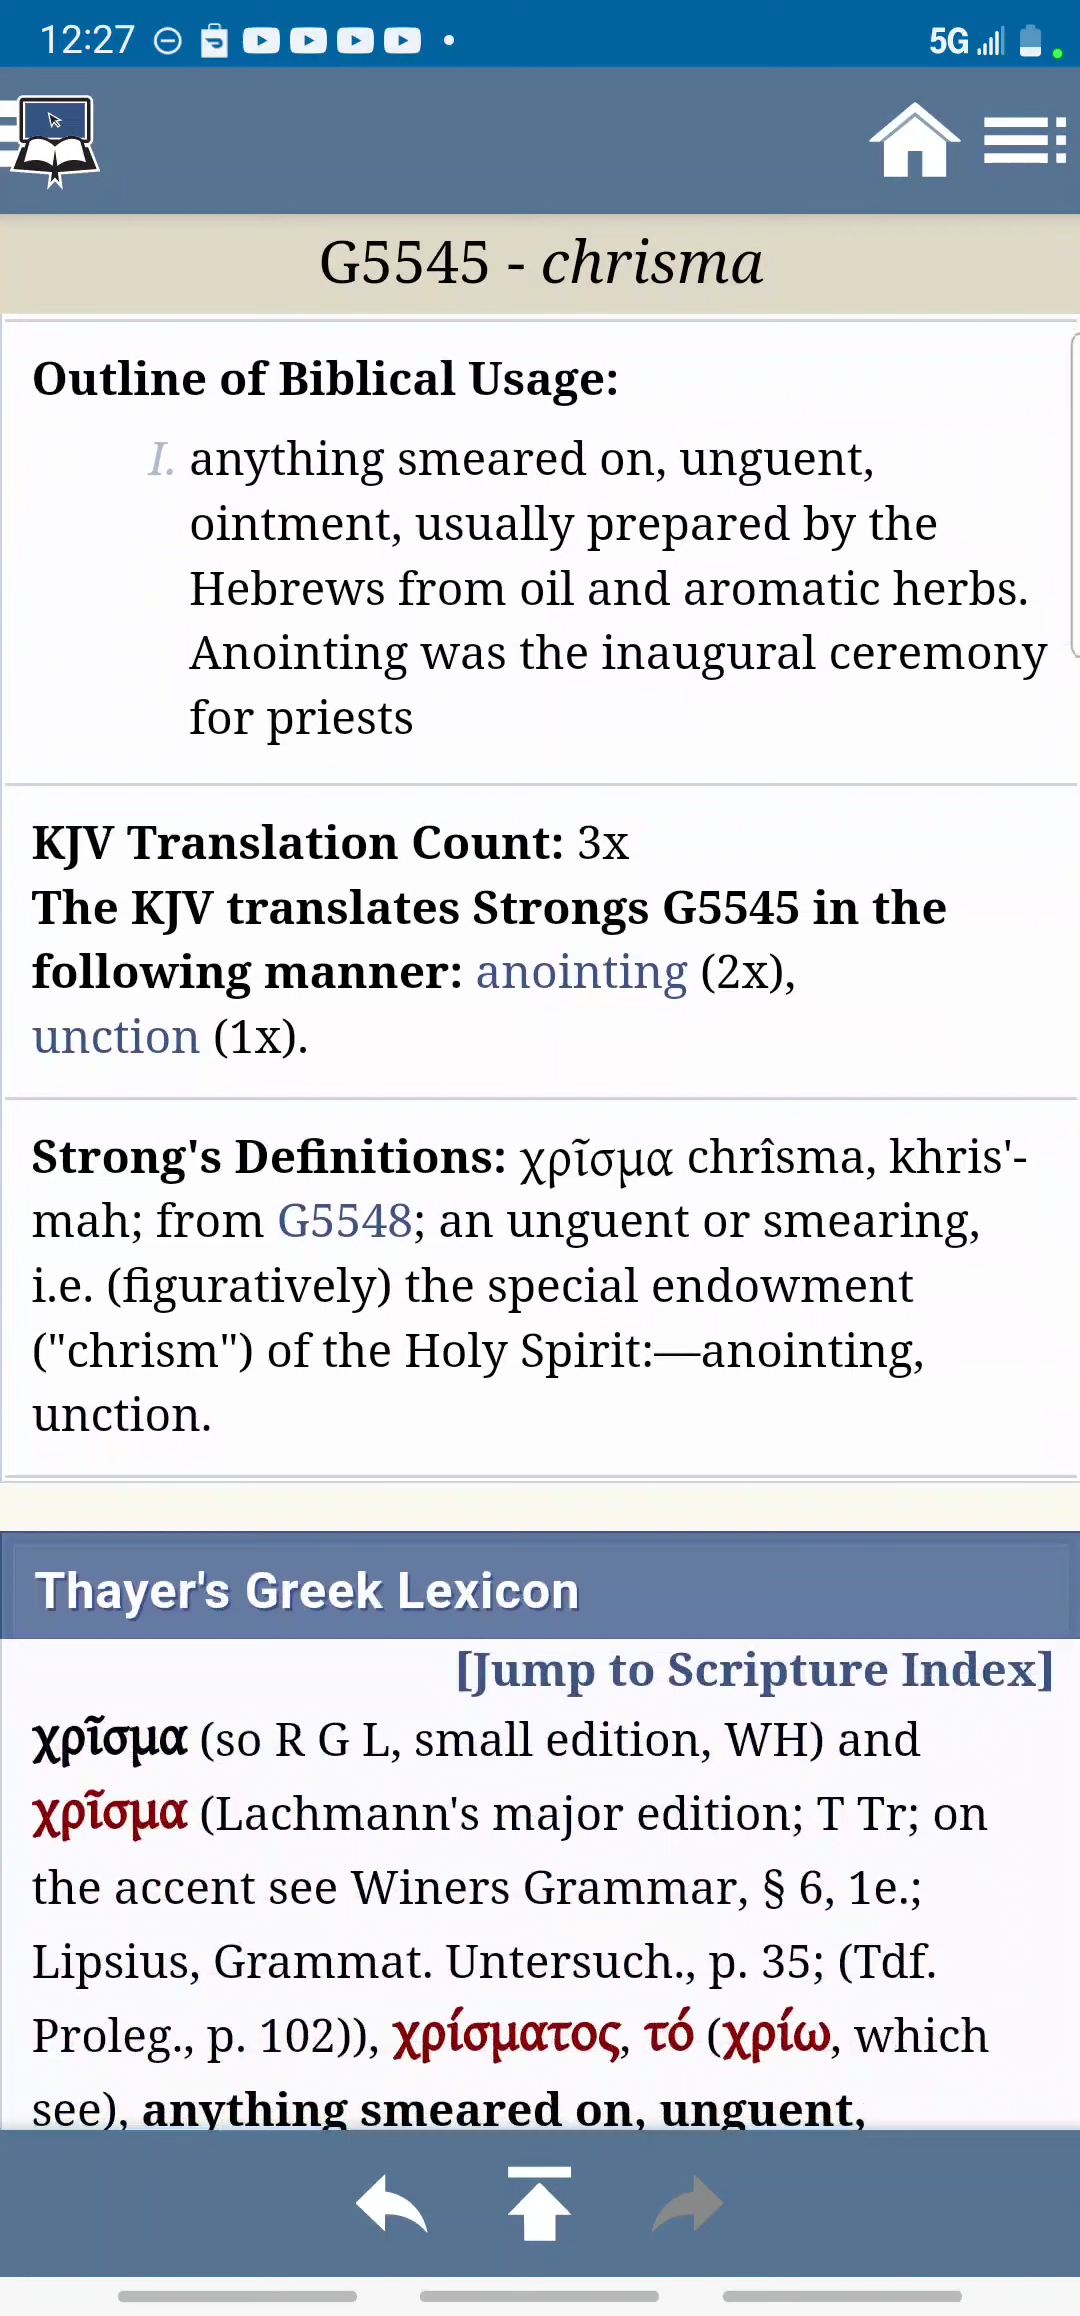 12:27
5G
G5545 - chrisma
Outline of Biblical Usage:
I. anything smeared on, unguent,
ointment, usually prepared by the
Hebrews from oil and aromatic herbs.
Anointing was the inaugural ceremony
for priests
KJV Translation Count: 3x
The KJV translates Strongs G5545 in the
following manner: anointing (2x),
unction (1x).
Strong's Definitions: χρῖσμα chrîsma, khris'-
mah; from G5548; an unguent or smearing,
i.e. (figuratively) the special endowment
("chrism") of the Holy Spirit:—anointing,
unction.
Thayer's Greek Lexicon
[Jump to Scripture Index]
χρῖσμα (so R G L, small edition, WH) and
χρῖσμα (Lachmann's major edition; T Tr; on
the accent see Winers Grammar, § 6, 1e.;
Lipsius, Grammat. Untersuch., p. 35; (Tdf.
Proleg., p. 102)), χρίσματος, τό (χρίω, which
see), anything smeared on, unguent,